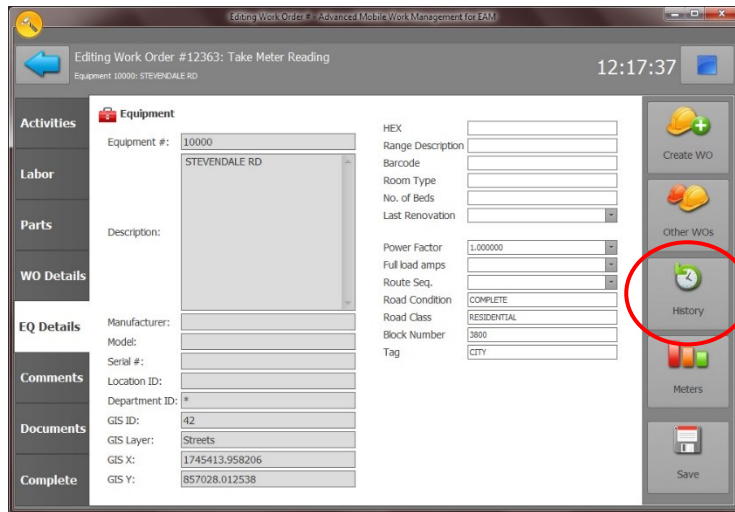 Editing Work Order # - Advanced Mobile Work Management for EAM
Editing Work Order #12363: Take Meter Reading
Equipment 10000: STEVENDALE RD
12:17:37
Activities
Labor
Parts
WO Details
EQ Details
Comments
Documents
Complete
Equipment
Equipment #: 10000
Description: STEVENDALE RD
Manufacturer:
Model:
Serial #:
Location ID:
Department ID: *
GIS ID: 42
GIS Layer: Streets
GIS X: 1745413.958206
GIS Y: 857028.012538
HEX
Range Description
Barcode
Room Type
No. of Beds
Last Renovation
Power Factor 1.000000
Full load amps
Route Seq.
Road Condition COMPLETE
Road Class RESIDENTIAL
Block Number 3800
Tag CITY
Create WO
Other WOs
History
Meters
Save